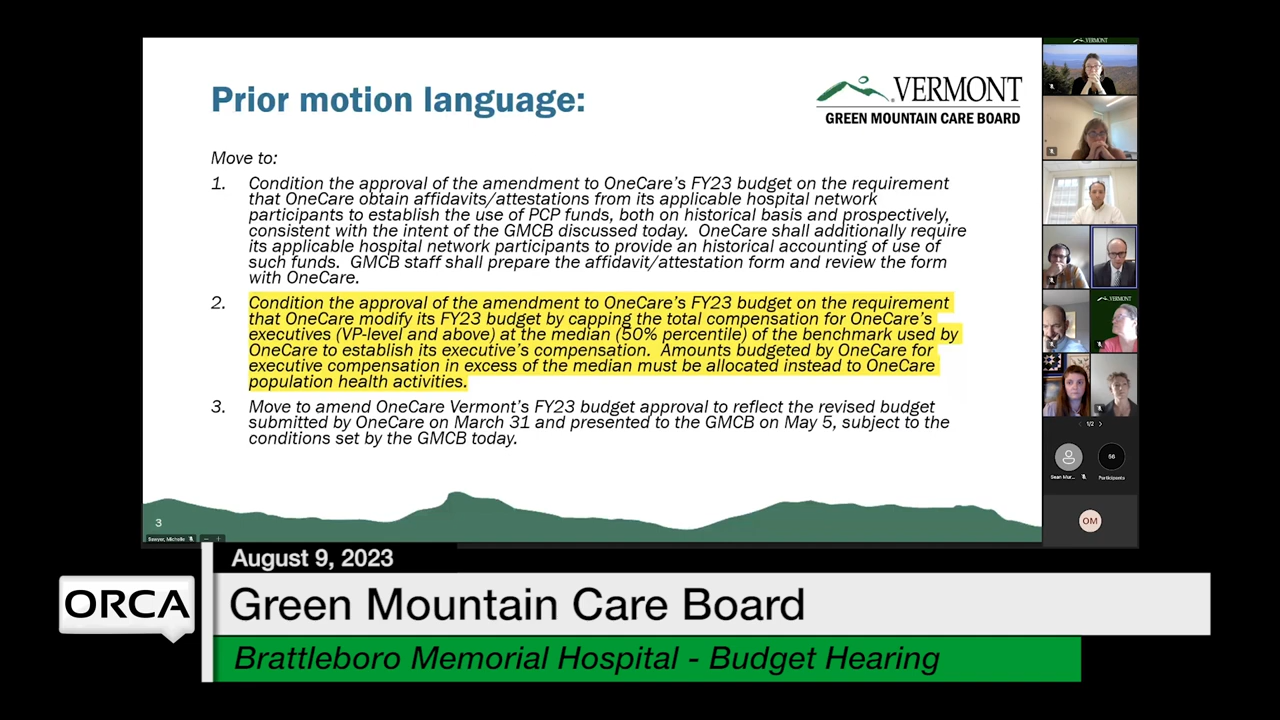 Prior motion language:
VERMONT
GREEN MOUNTAIN CARE BOARD
Move to:
1. Condition the approval of the amendment to OneCare's FY23 budget on the requirement
that OneCare obtain affidavits/attestations from its applicable hospital network
participants to establish the use of PCP funds, both on historical basis and prospectively,
consistent with the intent of the GMCB discussed today. OneCare shall additionally require
its applicable hospital network participants to provide an historical accounting of use of
such funds. GMCB staff shall prepare the affidavit/attestation form and review the form
with OneCare.
2. Condition the approval of the amendment to OneCare's FY23 budget on the requirement
that OneCare modify its FY23 budget by capping the total compensation for OneCare's
executives (VP-level and above) at the median (50% percentile) of the benchmark used by
OneCare to establish its executive's compensation. Amounts budgeted by OneCare for
executive compensation in excess of the median must be allocated instead to OneCare
population health activities.
3. Move to amend OneCare Vermont's FY23 budget approval to reflect the revised budget
submitted by OneCare on March 31 and presented to the GMCB on May 5, subject to the
conditions set by the GMCB today.
3
Sawyer, Michelle
VERMONT
VERMONT
1/2
58
Sean Mur...
Participants
OM
August 9, 2023
ORCA
Green Mountain Care Board
Brattleboro Memorial Hospital - Budget Hearing